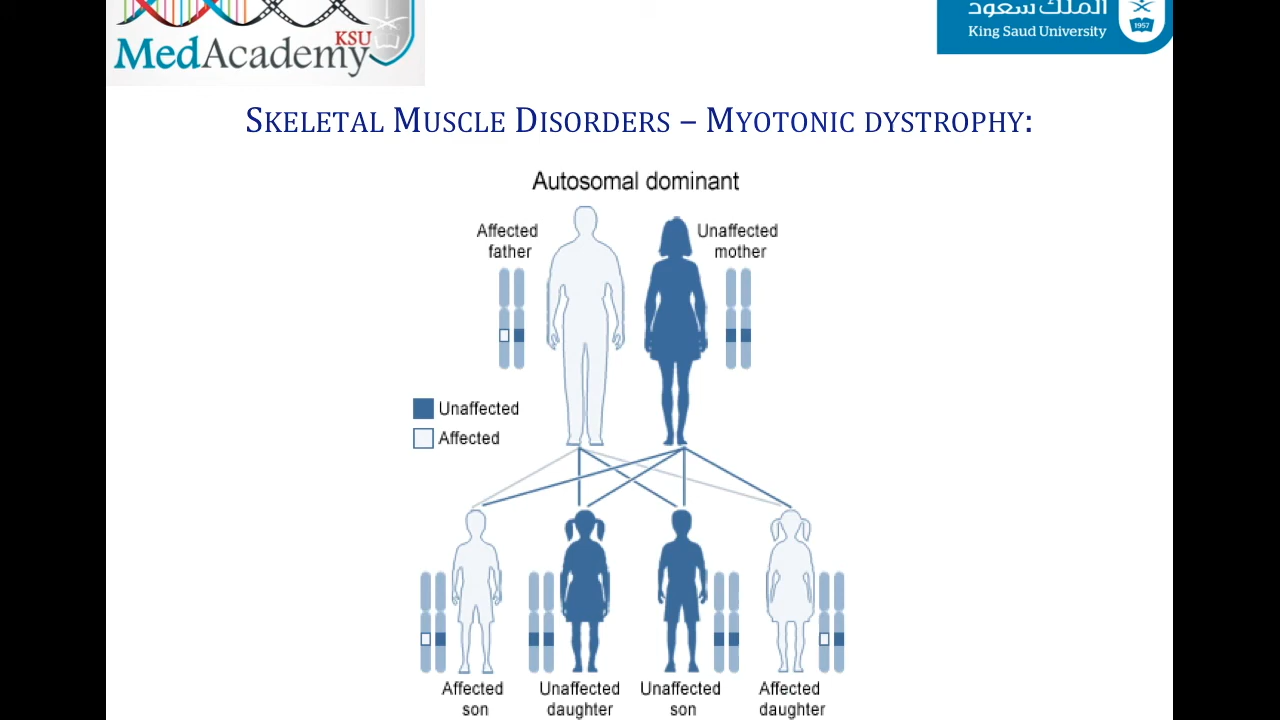 KSU
MedAcademy
الملك سعود
King Saud University
1957
SKELETAL MUSCLE DISORDERS – MYOTONIC DYSTROPHY:
Autosomal dominant
Affected
father
Unaffected
mother
Unaffected
Affected
Affected
son
Unaffected
daughter
Unaffected
son
Affected
daughter